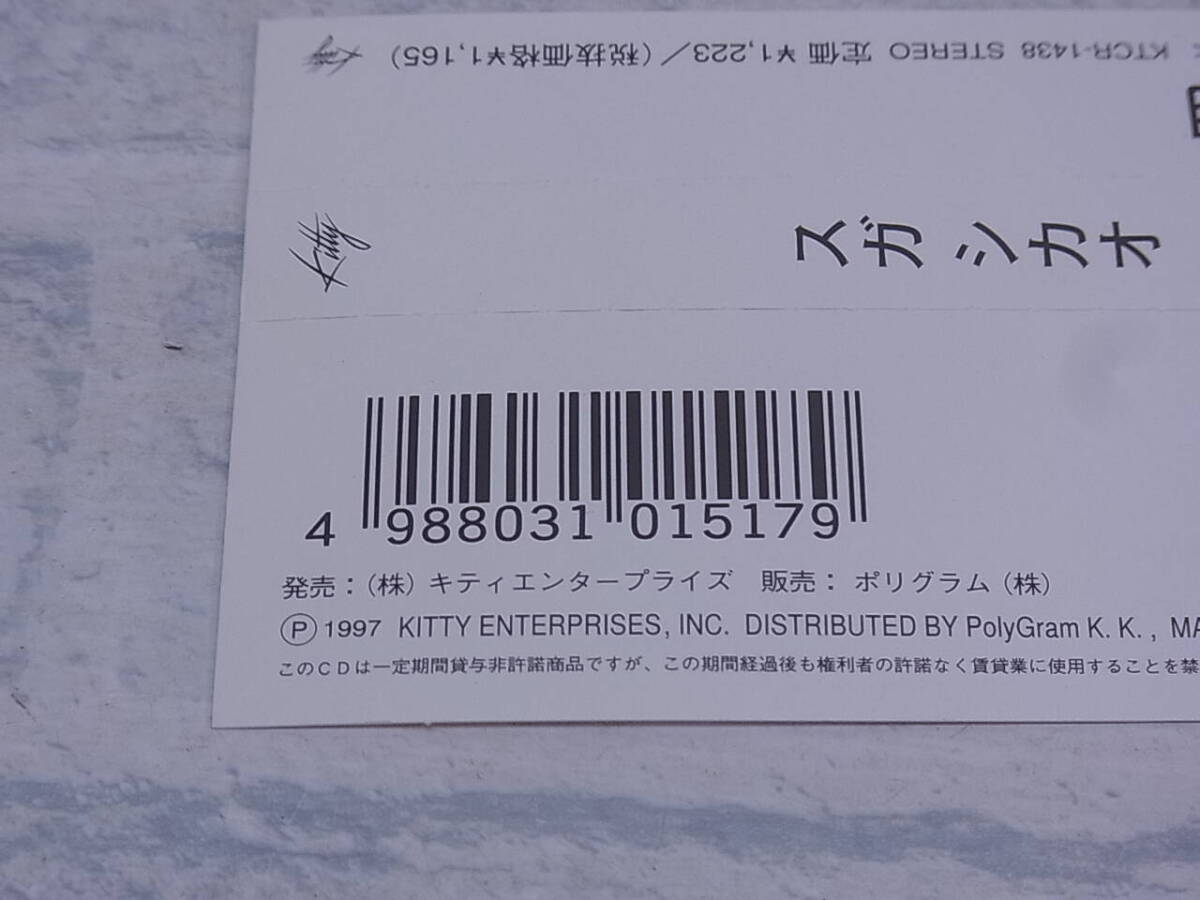 KTCR-1438 STEREO 定価 ¥1,223／(税抜価格¥1,165) Kitty
Kitty
スガ シカオ
4 988031 015179
発売：(株) キティエンタープライズ 販売： ポリグラム (株)
Ⓟ 1997 KITTY ENTERPRISES, INC. DISTRIBUTED BY PolyGram K. K. , MA
このＣＤは一定期間貸与非許諾商品ですが、この期間経過後も権利者の許諾なく賃貸業に使用することを禁